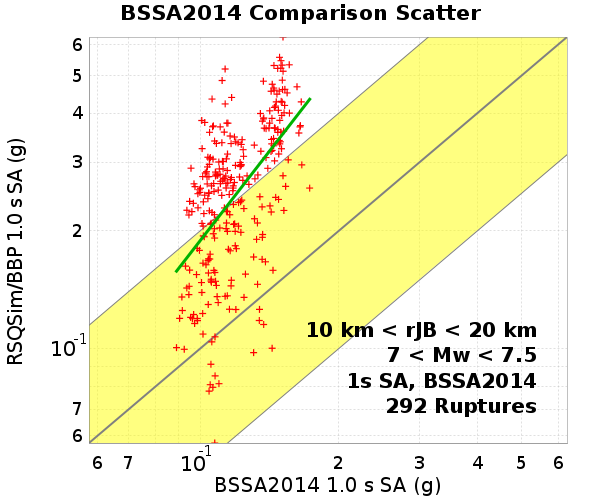 BSSA2014 Comparison Scatter
RSQSim/BBP 1.0 s SA (g)
6
5
4
3
2
10-1
7
6
10 km < rJB < 20 km
7 < Mw < 7.5
1s SA, BSSA2014
292 Ruptures
6 7 10-1 2 3 4 5 6
BSSA2014 1.0 s SA (g)